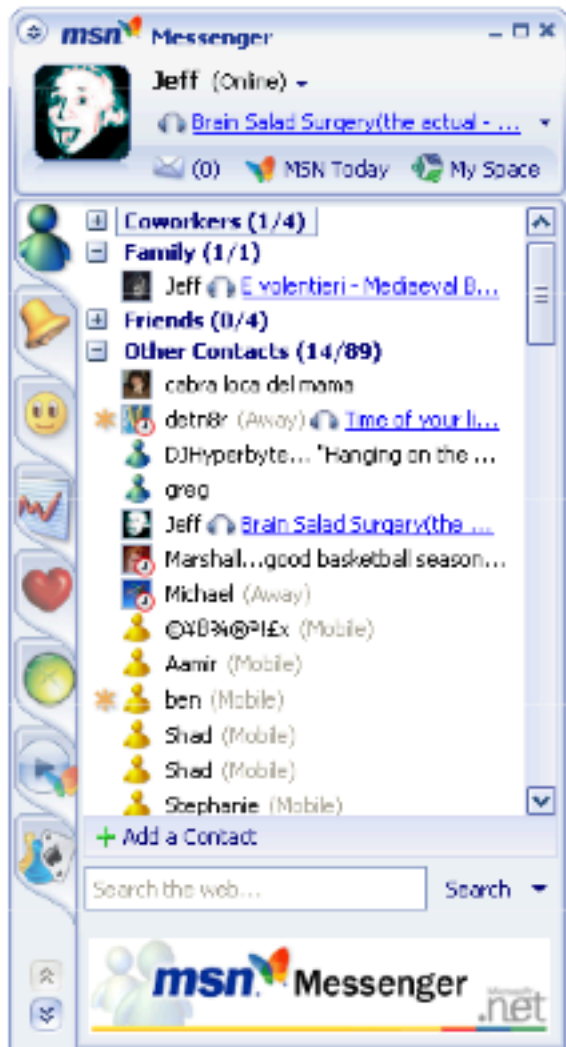 msn Messenger
Jeff (Online)
Brain Salad Surgery(the actual - ...
(0) MSN Today My Space
Coworkers (1/4)
Family (1/1)
Jeff E volentieri - Mediaeval B...
Friends (0/4)
Other Contacts (14/89)
cabra loca del mama
detn8r (Away) Time of your li...
DJHyperbyte... "Hanging on the ...
greg
Jeff Brain Salad Surgery(the ...
Marshall...good basketball season...
Michael (Away)
(Mobile)
Aamir (Mobile)
ben (Mobile)
Shad (Mobile)
Shad (Mobile)
Stephanie (Mobile)
Add a Contact
Search the web...
Search
msn Messenger
Microsoft
.net